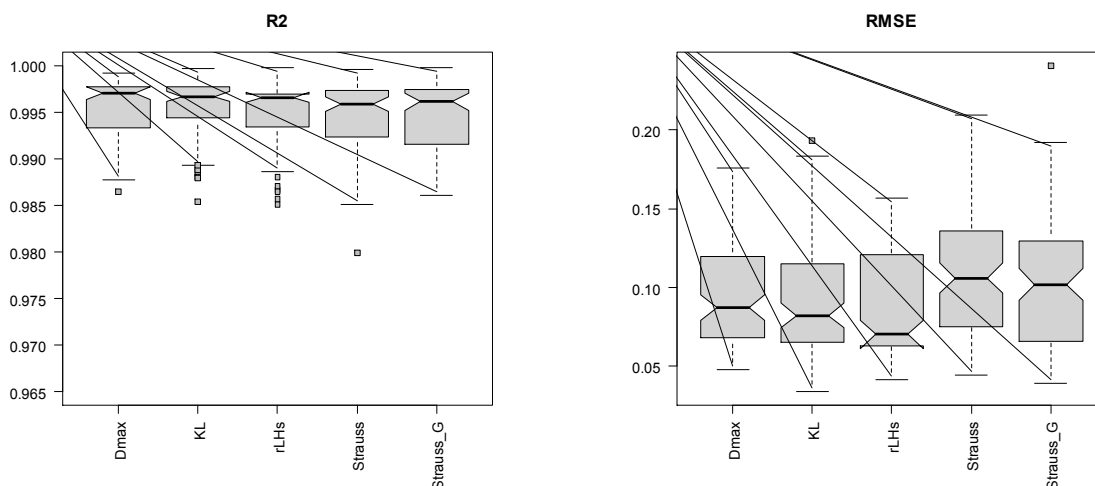 R2
1.000
0.995
0.990
0.985
0.980
0.975
0.970
0.965
Dmax
KL
rLHs
Strauss
Strauss_G
RMSE
0.20
0.15
0.10
0.05
Dmax
KL
rLHs
Strauss
Strauss_G